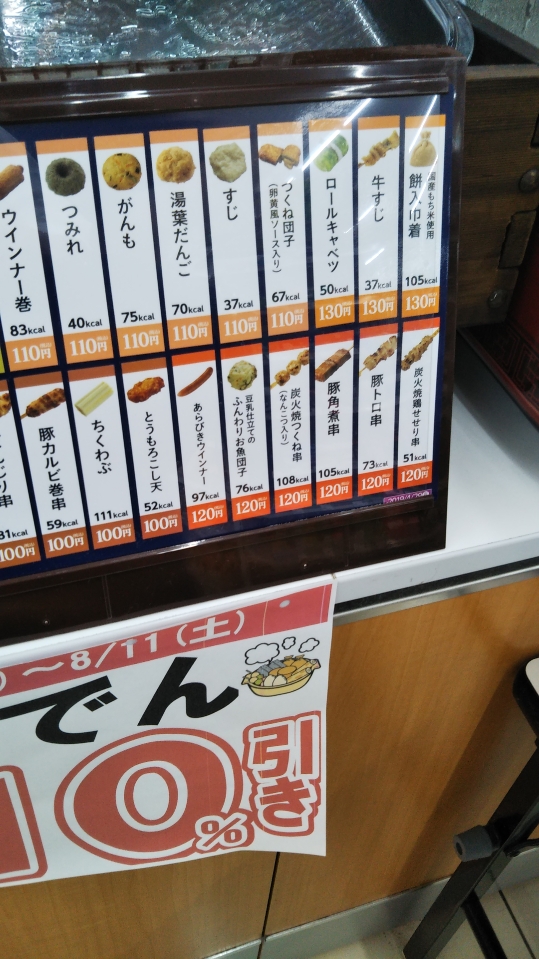 国産もち米使用
餅入巾着
105kcal
130円
牛すじ
37kcal
130円
ロールキャベツ
50kcal
130円
つくね団子
(卵黄風ソース入り)
67kcal
110円
すじ
37kcal
110円
湯葉だんご
70kcal
110円
がんも
75kcal
110円
つみれ
40kcal
110円
ウインナー巻
83kcal
110円
炭火焼鶏せせり串
51kcal
120円
豚トロ串
73kcal
120円
豚角煮串
105kcal
120円
炭火焼つくね串
(なんこつ入り)
108kcal
120円
豆乳仕立ての
ふんわりお魚団子
76kcal
120円
あらびきウインナー
97kcal
120円
とうもろこし天
52kcal
100円
ちくわぶ
111kcal
100円
豚カルビ巻串
59kcal
100円
り串
81kcal
100円
～8/11(土)
でん
10%引き